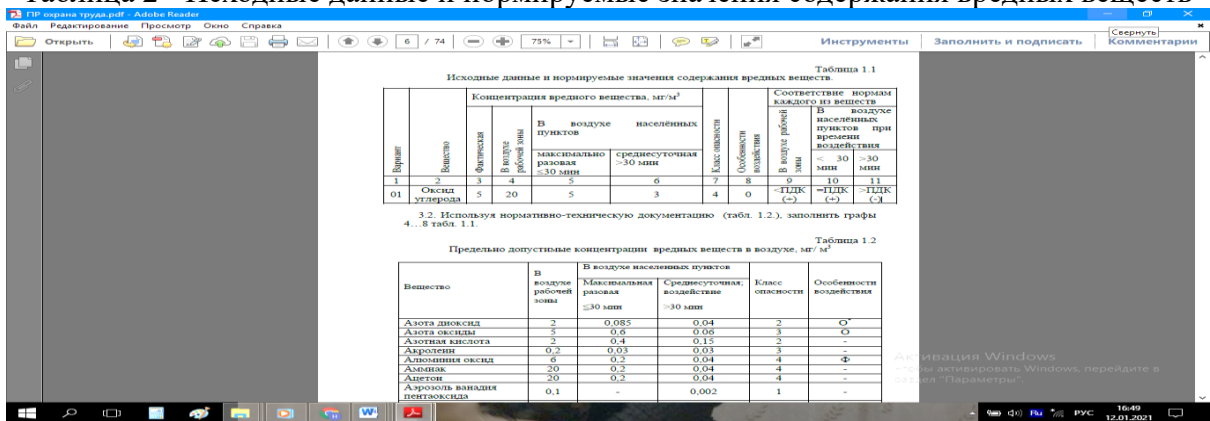 Таблица 2 - Исходные данные и нормируемые значения содержания вредных веществ
ПР охрана труда.pdf - Adobe Reader
Файл Редактирование Просмотр Окно Справка
Свернуть
Открыть 6 / 74 75% Инструменты Заполнить и подписать Комментарии
Таблица 1.1
Исходные данные и нормируемые значения содержания вредных веществ.
Вариант
Вещество
Концентрация вредного вещества, мг/м³
Фактическая
В воздухе рабочей зоны
В воздухе населённых пунктов
максимально разовая ≤30 мин
среднесуточная >30 мин
Класс опасности
Особенности воздействия
Соответствие нормам каждого из веществ
В воздухе рабочей зоны
В воздухе населённых пунктов при времени воздействия
< 30 мин
>30 мин
1 2 3 4 5 6 7 8 9 10 11
01 Оксид углерода 5 20 5 3 4 0 <ПДК (+) =ПДК (+) >ПДК (-)
3.2. Используя нормативно-техническую документацию (табл. 1.2.), заполнить графы
4…8 табл. 1.1.
Таблица 1.2
Предельно допустимые концентрации вредных веществ в воздухе, мг/ м³
Вещество
В воздухе рабочей зоны
В воздухе населенных пунктов
Максимальная разовая ≤30 мин
Среднесуточная; воздействие >30 мин
Класс опасности
Особенности воздействия
Азота диоксид 2 0,085 0,04 2 О*
Азота оксиды 5 0,6 0,06 3 О
Азотная кислота 2 0,4 0,15 2 -
Акролеин 0,2 0,03 0,03 3 -
Алюминия оксид 6 0,2 0,04 4 Ф
Аммиак 20 0,2 0,04 4 -
Ацетон 20 0,2 0,04 4 -
Аэрозоль ванадия пентаоксида 0,1 - 0,002 1 -
Активация Windows
Чтобы активировать Windows, перейдите в
раздел "Параметры".
Ru РУС 16:49
12.01.2021